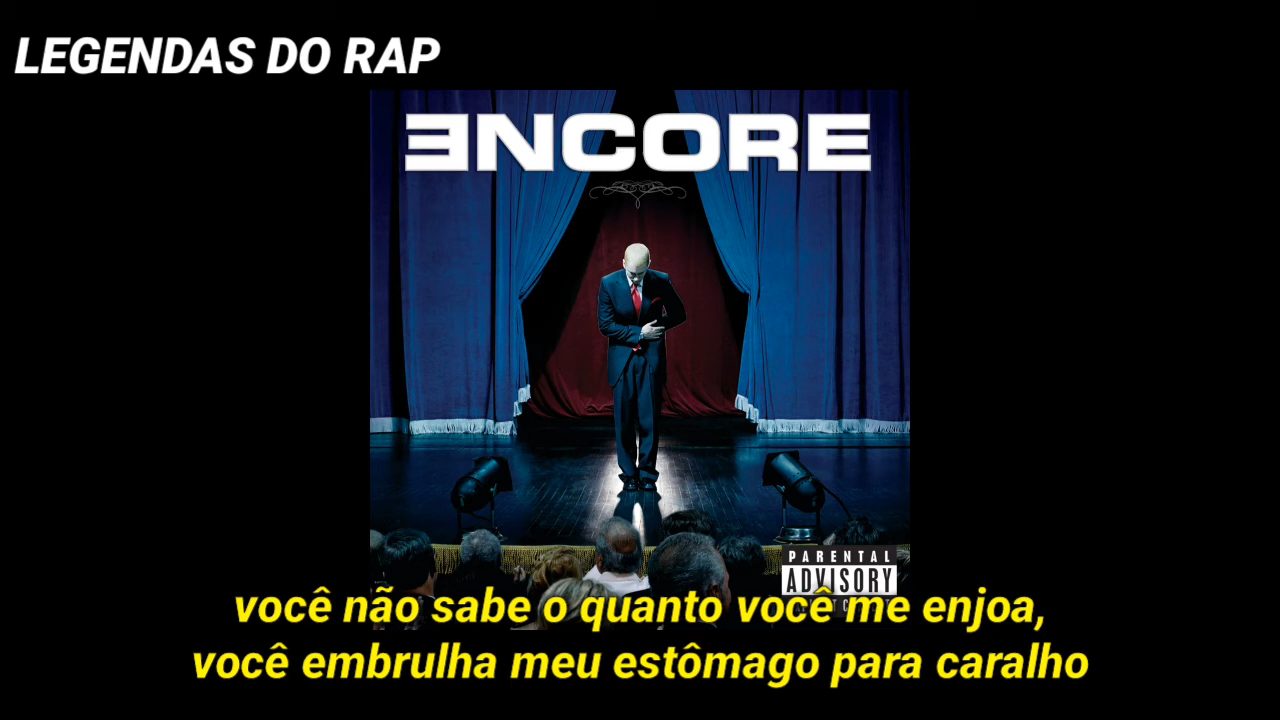 LEGENDAS DO RAP
ƎNCORE
PARENTAL
ADVISORY
você não sabe o quanto você me enjoa,
você embrulha meu estômago para caralho